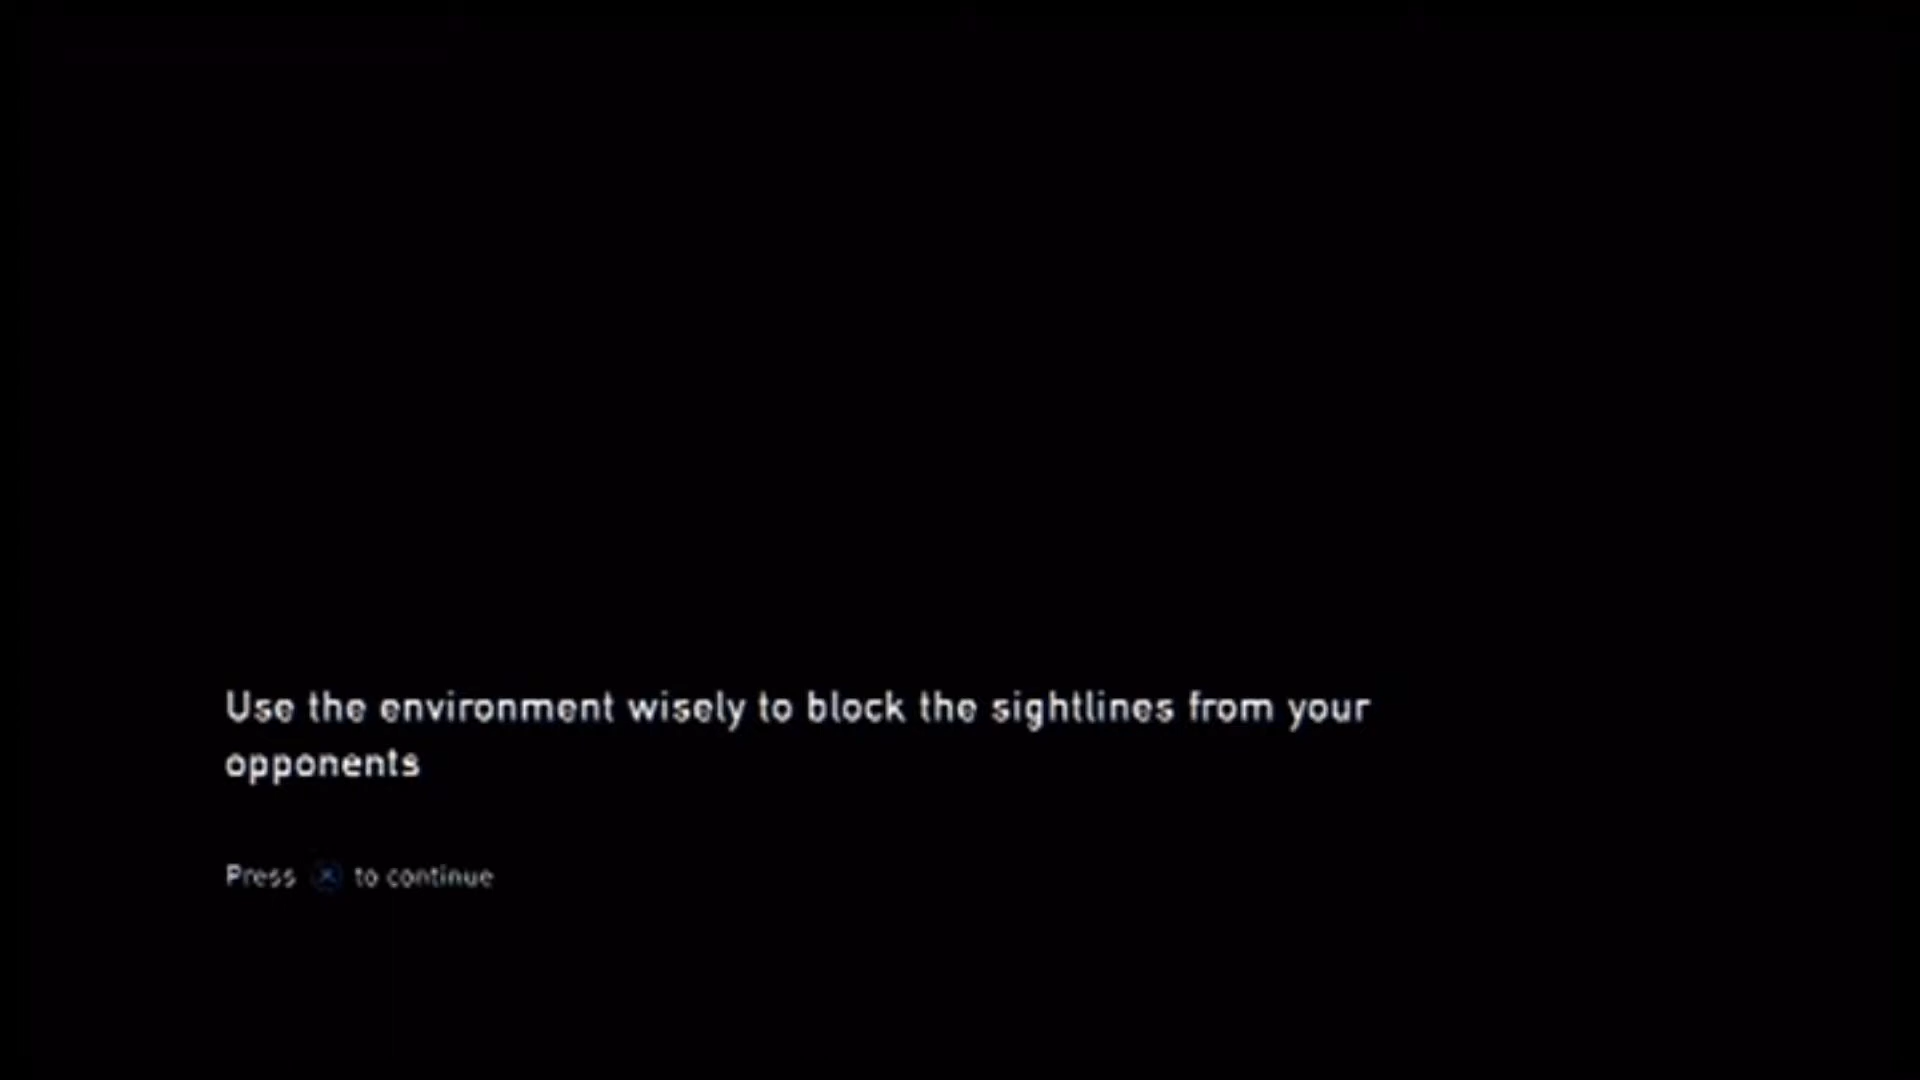 Use the environment wisely to block the sightlines from your
opponents
Press ⓧ to continue